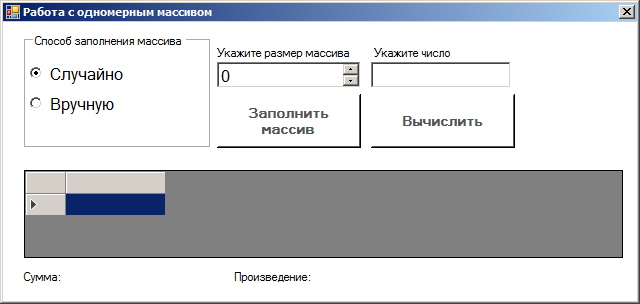 Работа с одномерным массивом
Способ заполнения массива
Случайно
Вручную
Укажите размер массива
0
Укажите число
Заполнить
массив
Вычислить
Сумма:
Произведение: